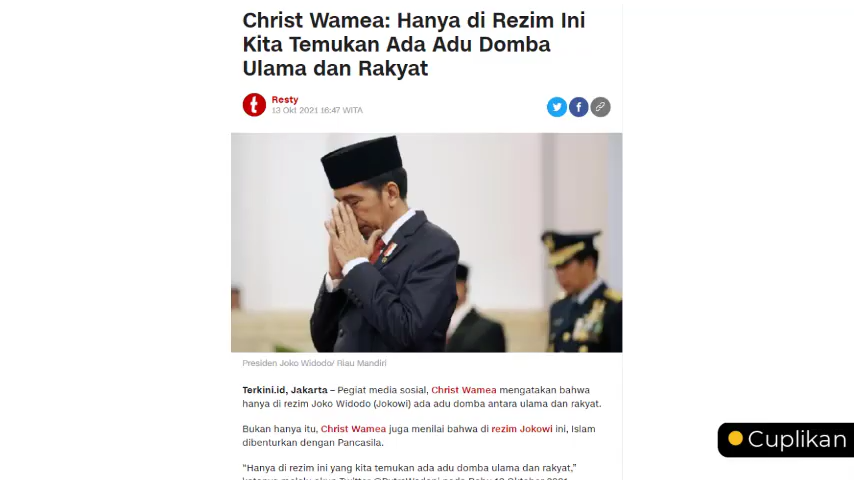 Christ Wamea: Hanya di Rezim Ini
Kita Temukan Ada Adu Domba
Ulama dan Rakyat
t
Resty
13 Okt 2021 16:47 WITA
Presiden Joko Widodo/ Riau Mandiri
Terkini.id, Jakarta – Pegiat media sosial, Christ Wamea mengatakan bahwa
hanya di rezim Joko Widodo (Jokowi) ada adu domba antara ulama dan rakyat.
Bukan hanya itu, Christ Wamea juga menilai bahwa di rezim Jokowi ini, Islam
dibenturkan dengan Pancasila.
Cuplikan
“Hanya di rezim ini yang kita temukan ada adu domba ulama dan rakyat,”